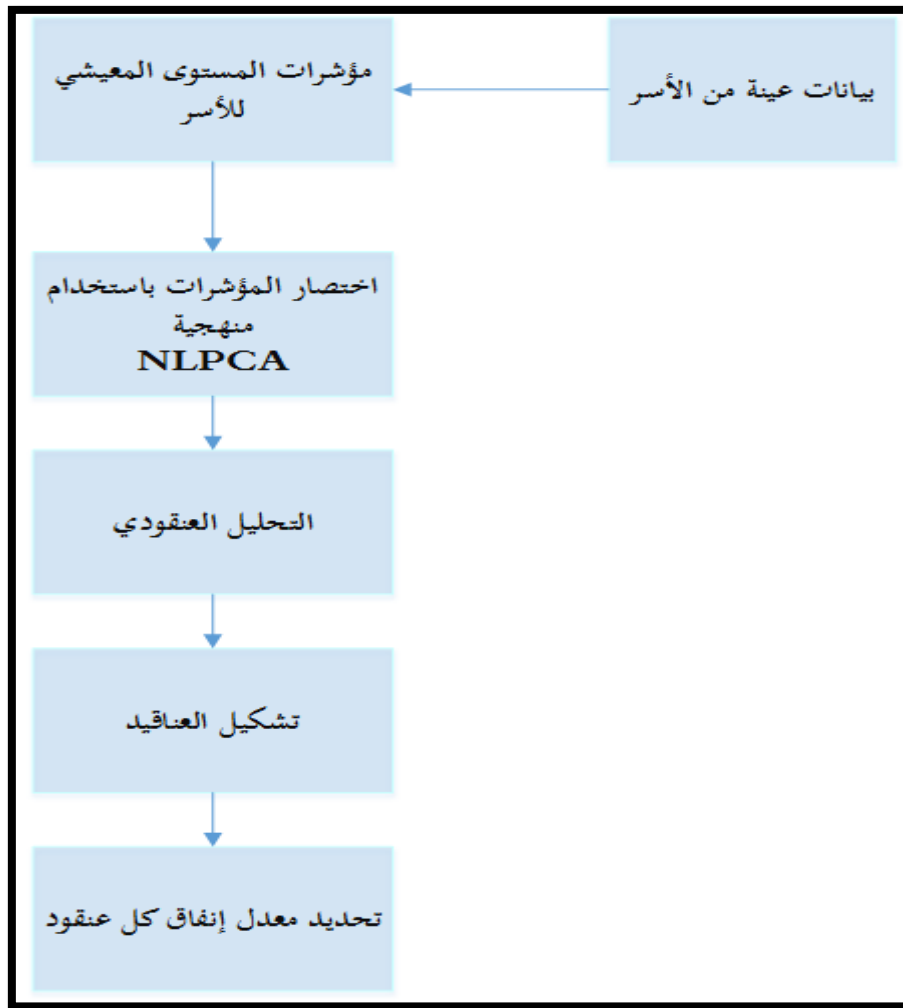 بيانات عينة من الأسر
مؤشرات المستوى المعيشي
للأسر
اختصار المؤشرات باستخدام
منهجية
NLPCA
التحليل العنقودي
تشكيل العناقيد
تحديد معدل إنفاق كل عنقود